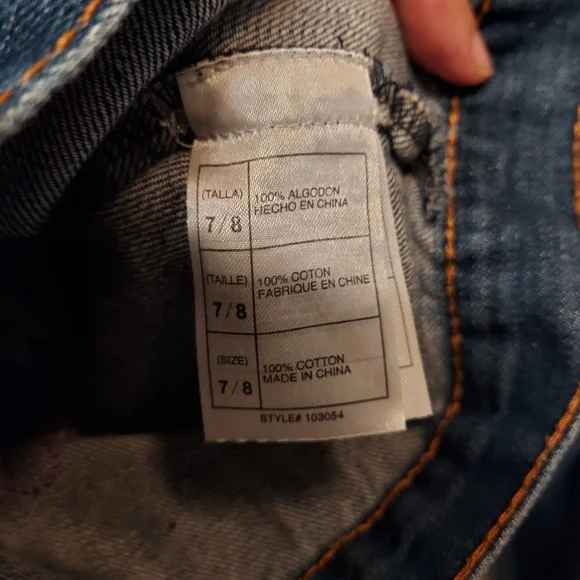 (TALLA)
7/8
100% ALGODON
HECHO EN CHINA
(TAILLE)
7/8
100% COTON
FABRIQUE EN CHINE
(SIZE)
7/8
100% COTTON
MADE IN CHINA
STYLE# 103054